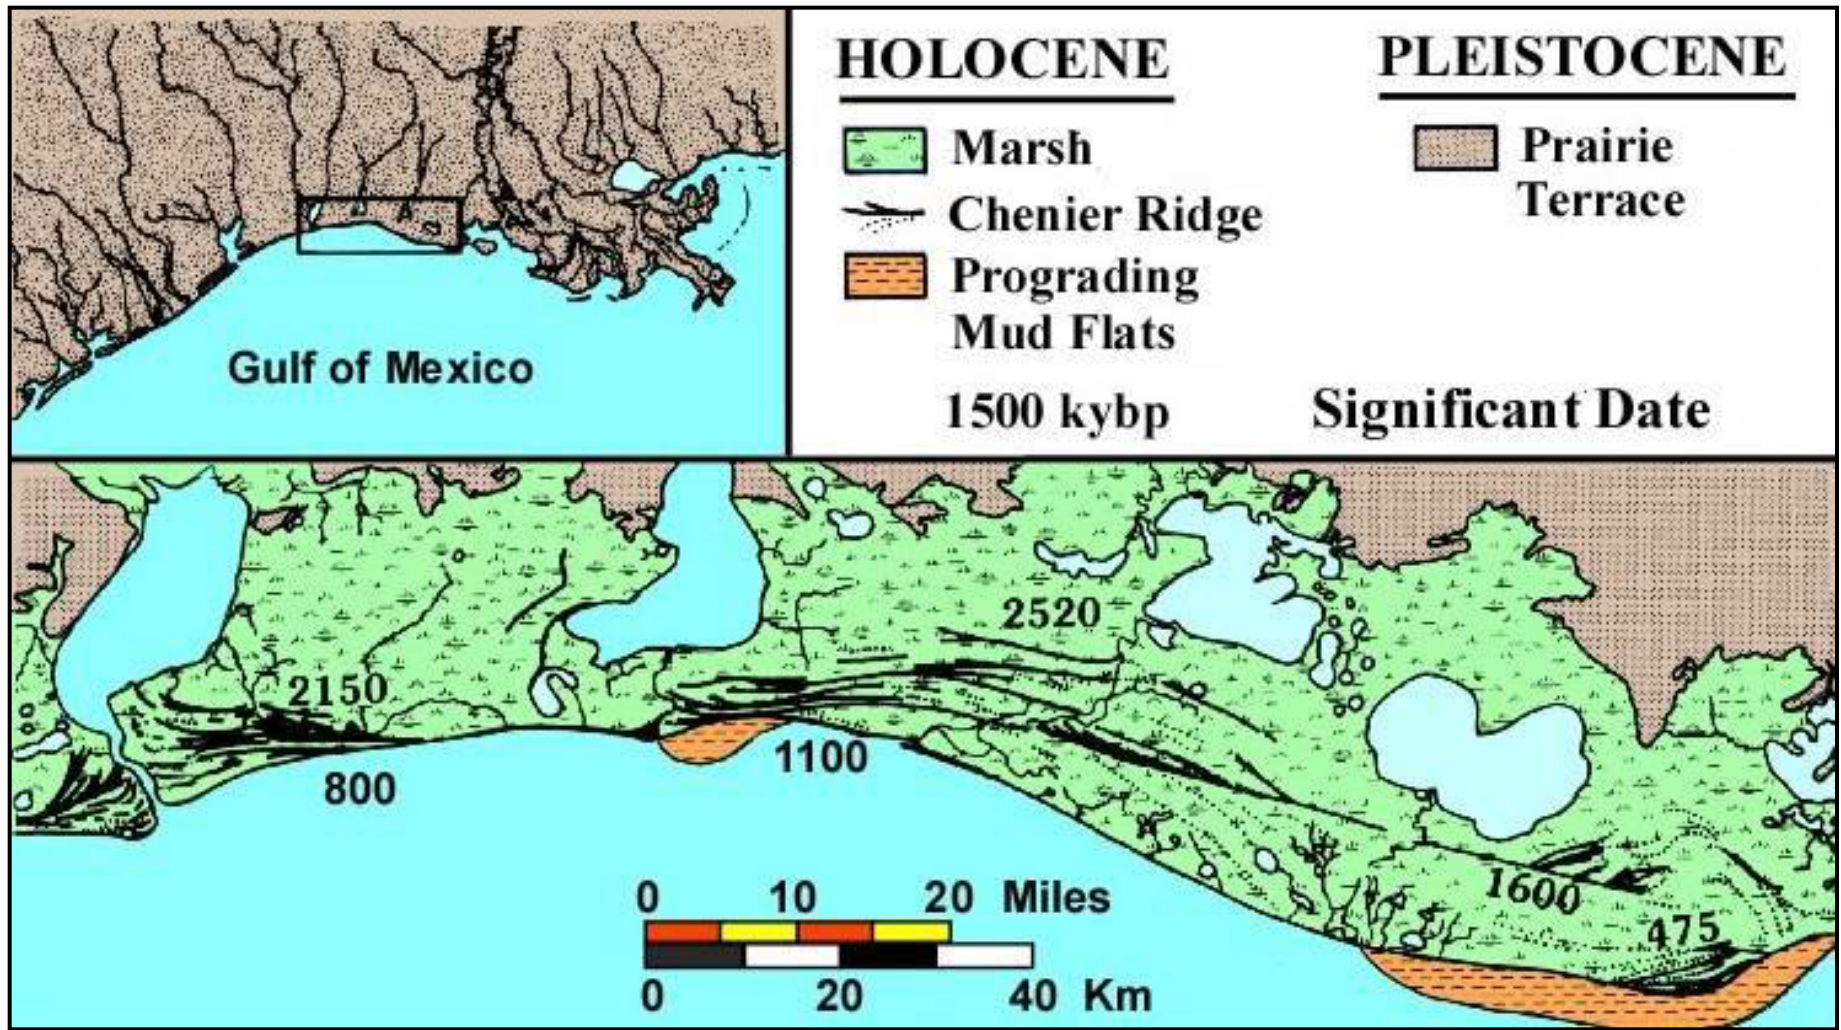 Gulf of Mexico
HOLOCENE
Marsh
Chenier Ridge
Prograding
Mud Flats
1500 kybp
PLEISTOCENE
Prairie
Terrace
Significant Date
2520
2150
1100
800
1600
475
0 10 20 Miles
0 20 40 Km